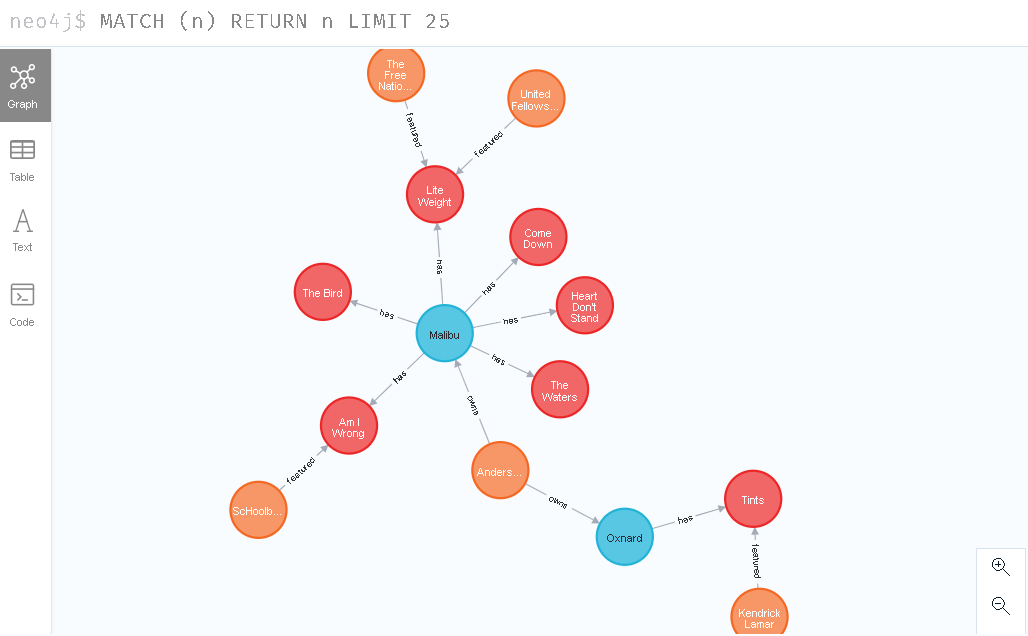 neo4j$ MATCH (n) RETURN n LIMIT 25
Graph
Table
Text
Code
The
Free
Natio...
United
Fellows...
featured
featured
Lite
Weight
Come
Down
has
has
The Bird
has
Heart
Don't
Stand
has
Malibu
has
The
Waters
has
owns
Am I
Wrong
featured
Anders...
owns
ScHoolb...
Oxnard
has
Tints
featured
Kendrick
Lamar